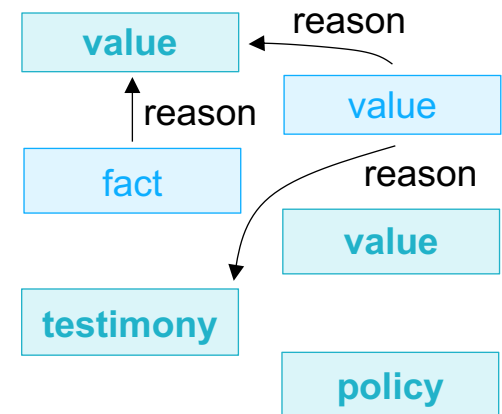 reason
value
value
reason
fact
reason
value
testimony
policy